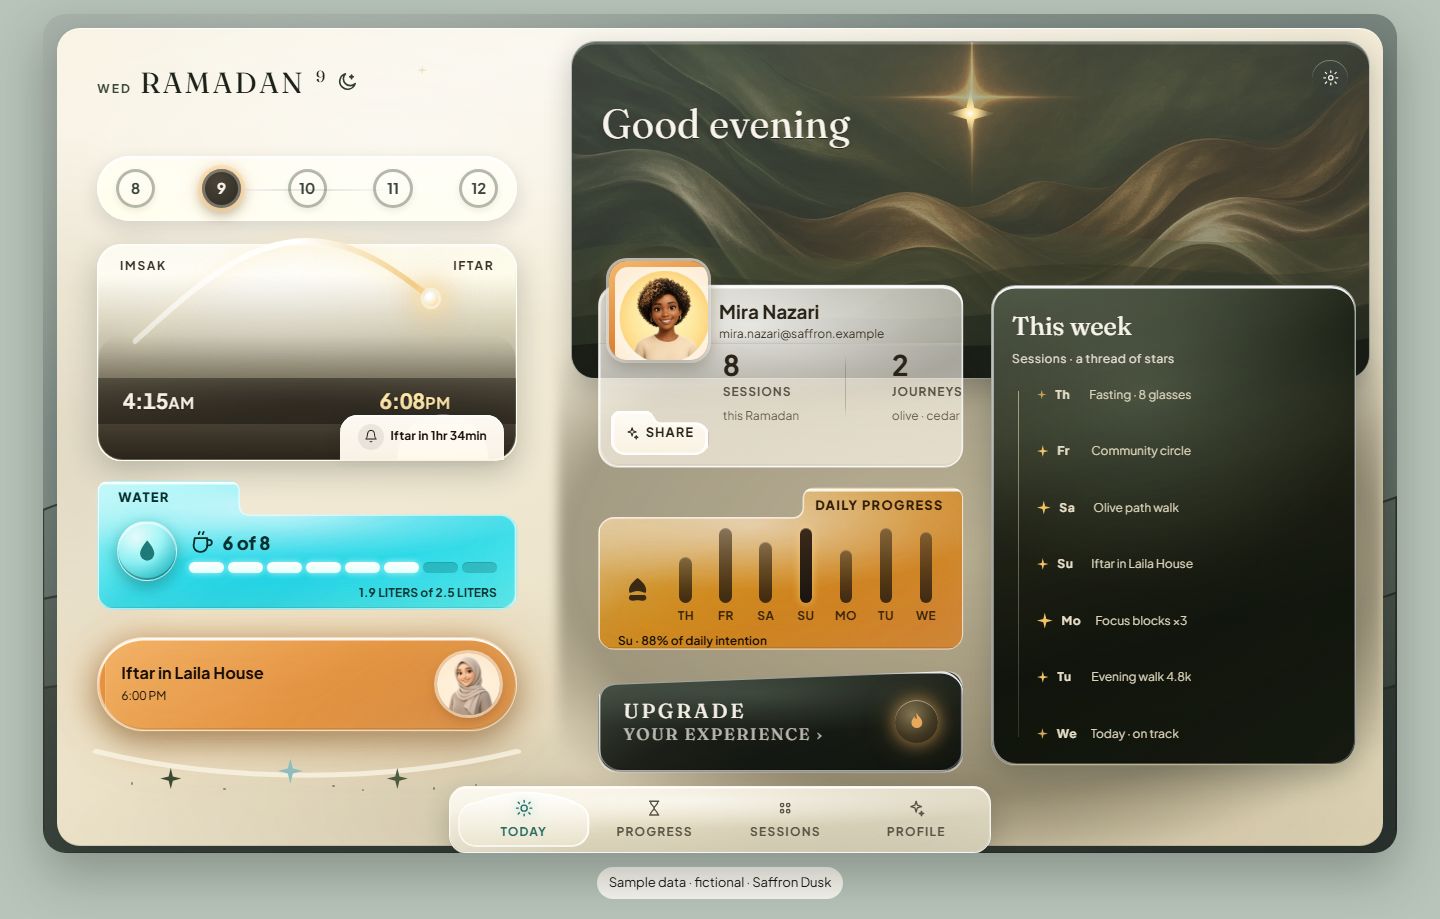 WED RAMADAN 9
8 9 10 11 12
IMSAK IFTAR
4:15AM 6:08PM
Iftar in 1hr 34min
WATER
6 of 8
1.9 LITERS of 2.5 LITERS
Iftar in Laila House
6:00 PM
Good evening
Mira Nazari
mira.nazari@saffron.example
8 2
SESSIONS JOURNEYS
this Ramadan olive · cedar
SHARE
DAILY PROGRESS
TH FR SA SU MO TU WE
Su · 88% of daily intention
UPGRADE
YOUR EXPERIENCE ›
This week
Sessions · a thread of stars
Th Fasting · 8 glasses
Fr Community circle
Sa Olive path walk
Su Iftar in Laila House
Mo Focus blocks ×3
Tu Evening walk 4.8k
We Today · on track
TODAY PROGRESS SESSIONS PROFILE
Sample data · fictional · Saffron Dusk